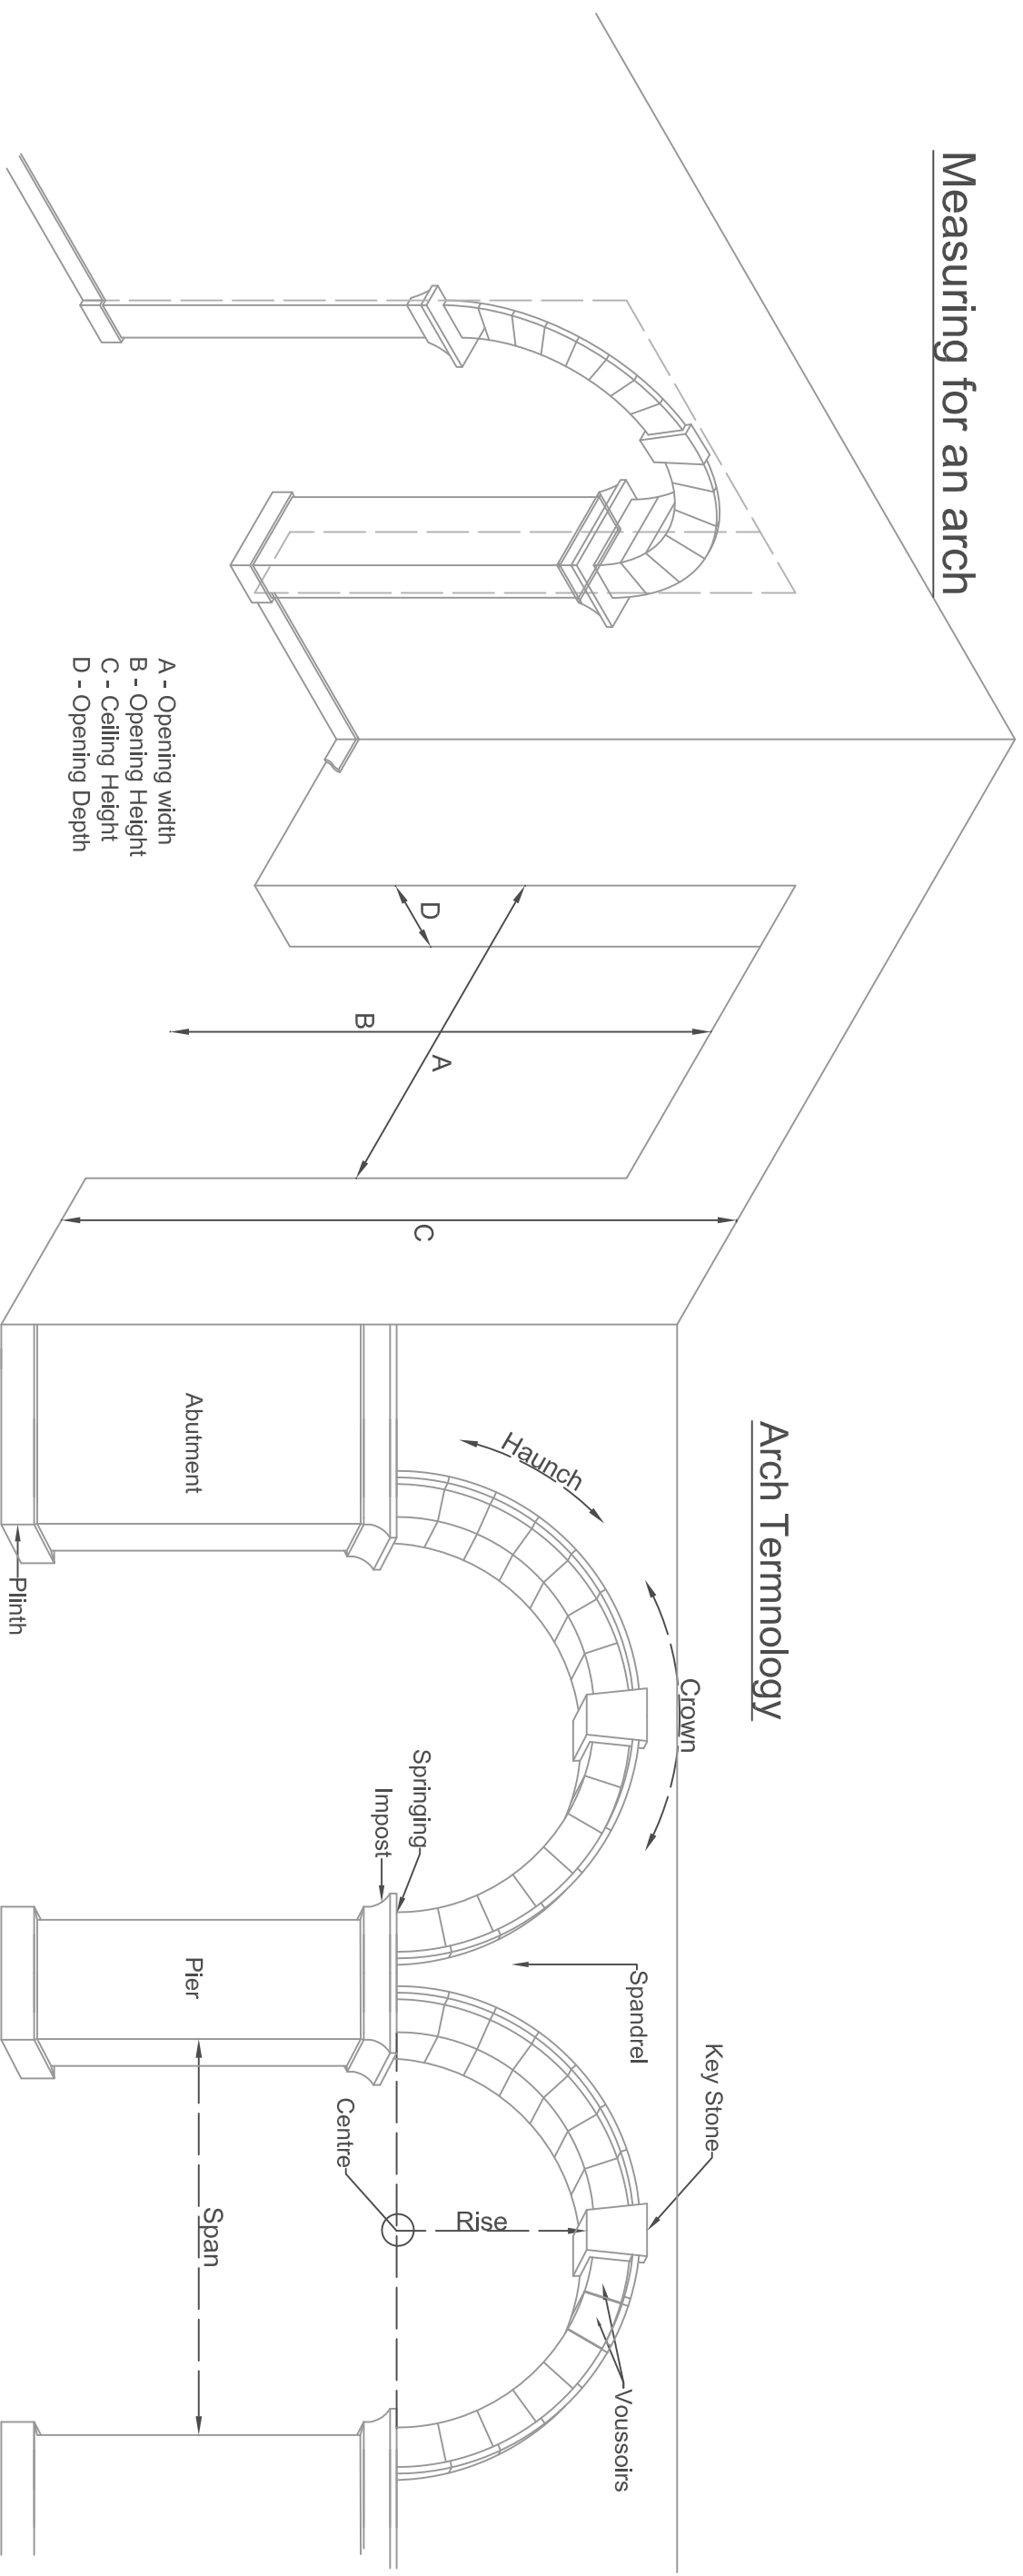 Measuring for an arch
A - Opening width
B - Opening Height
C - Ceiling Height
D - Opening Depth
D
B
A
C
Arch Termnology
Haunch
Crown
Abutment
Plinth
Springing
Impost
Pier
Spandrel
Key Stone
Centre
Rise
Span
Voussoirs